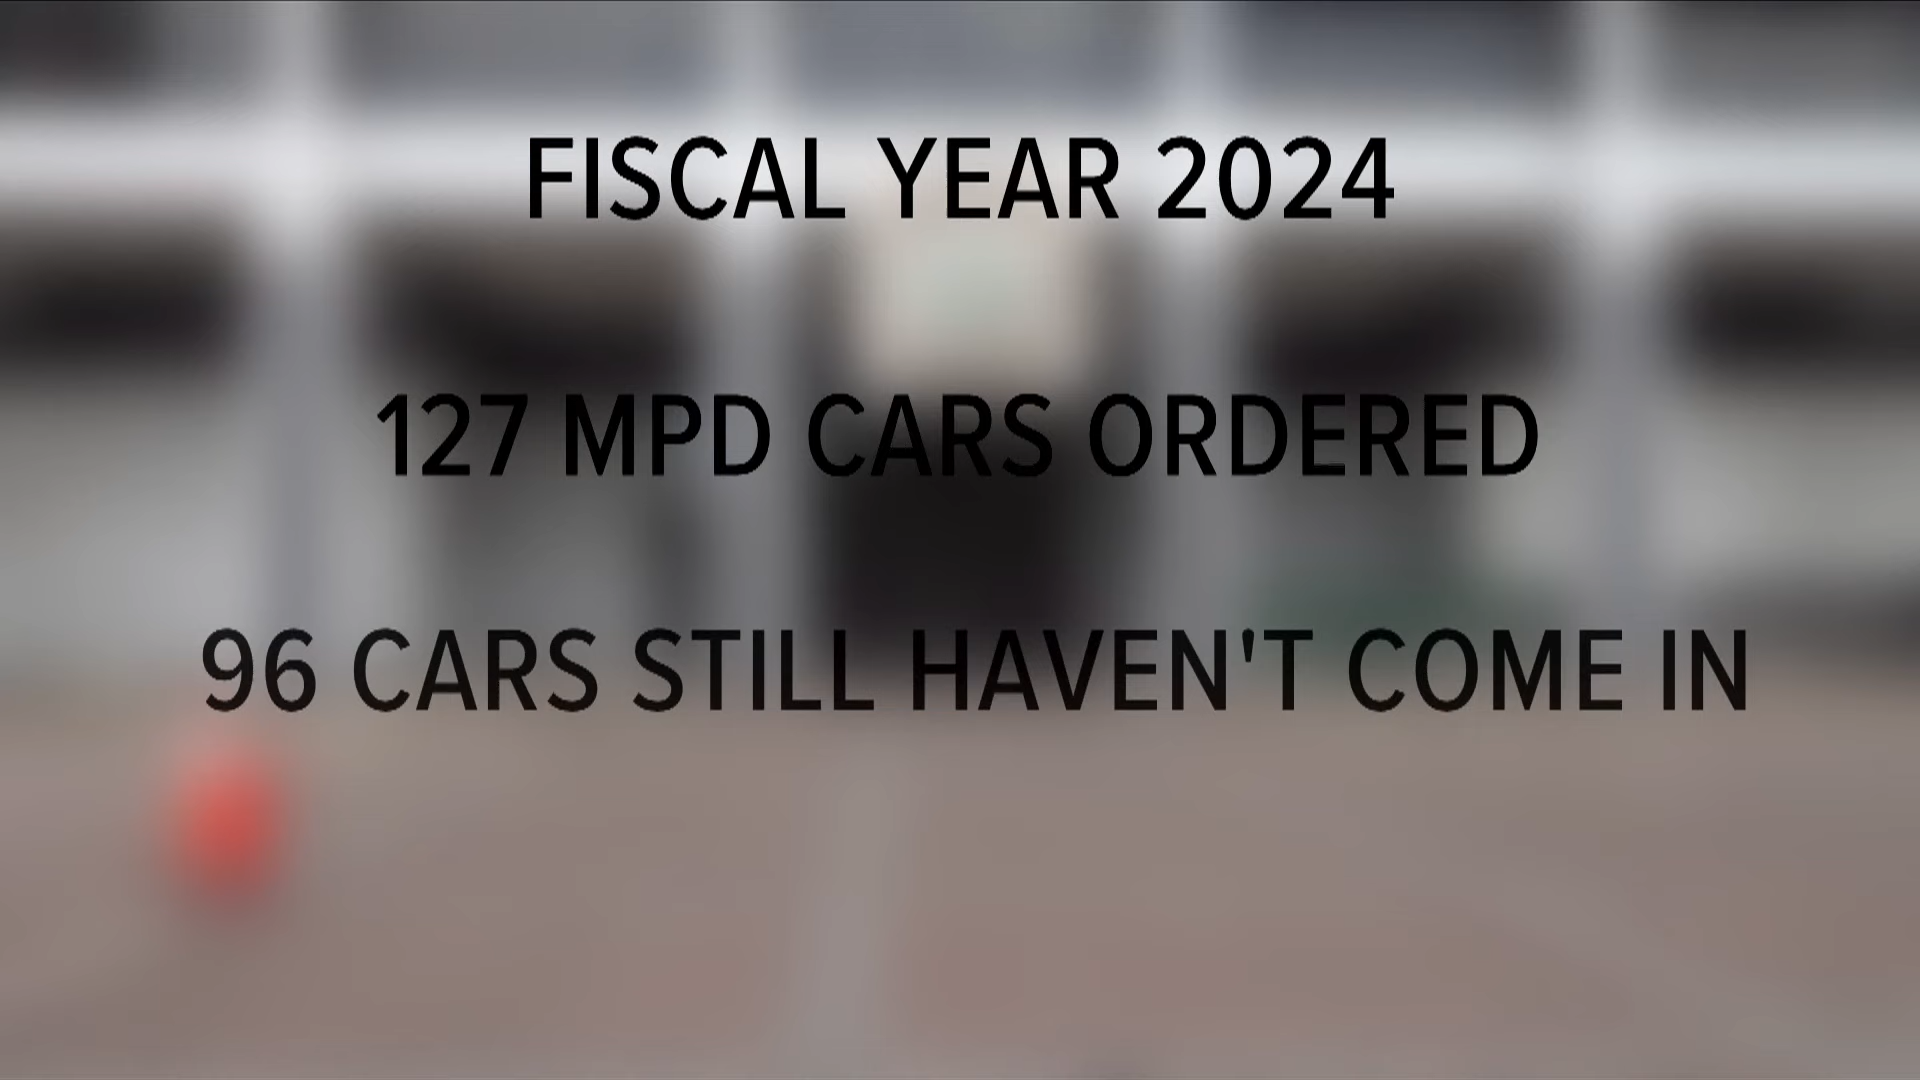 FISCAL YEAR 2024
127 MPD CARS ORDERED
96 CARS STILL HAVEN'T COME IN